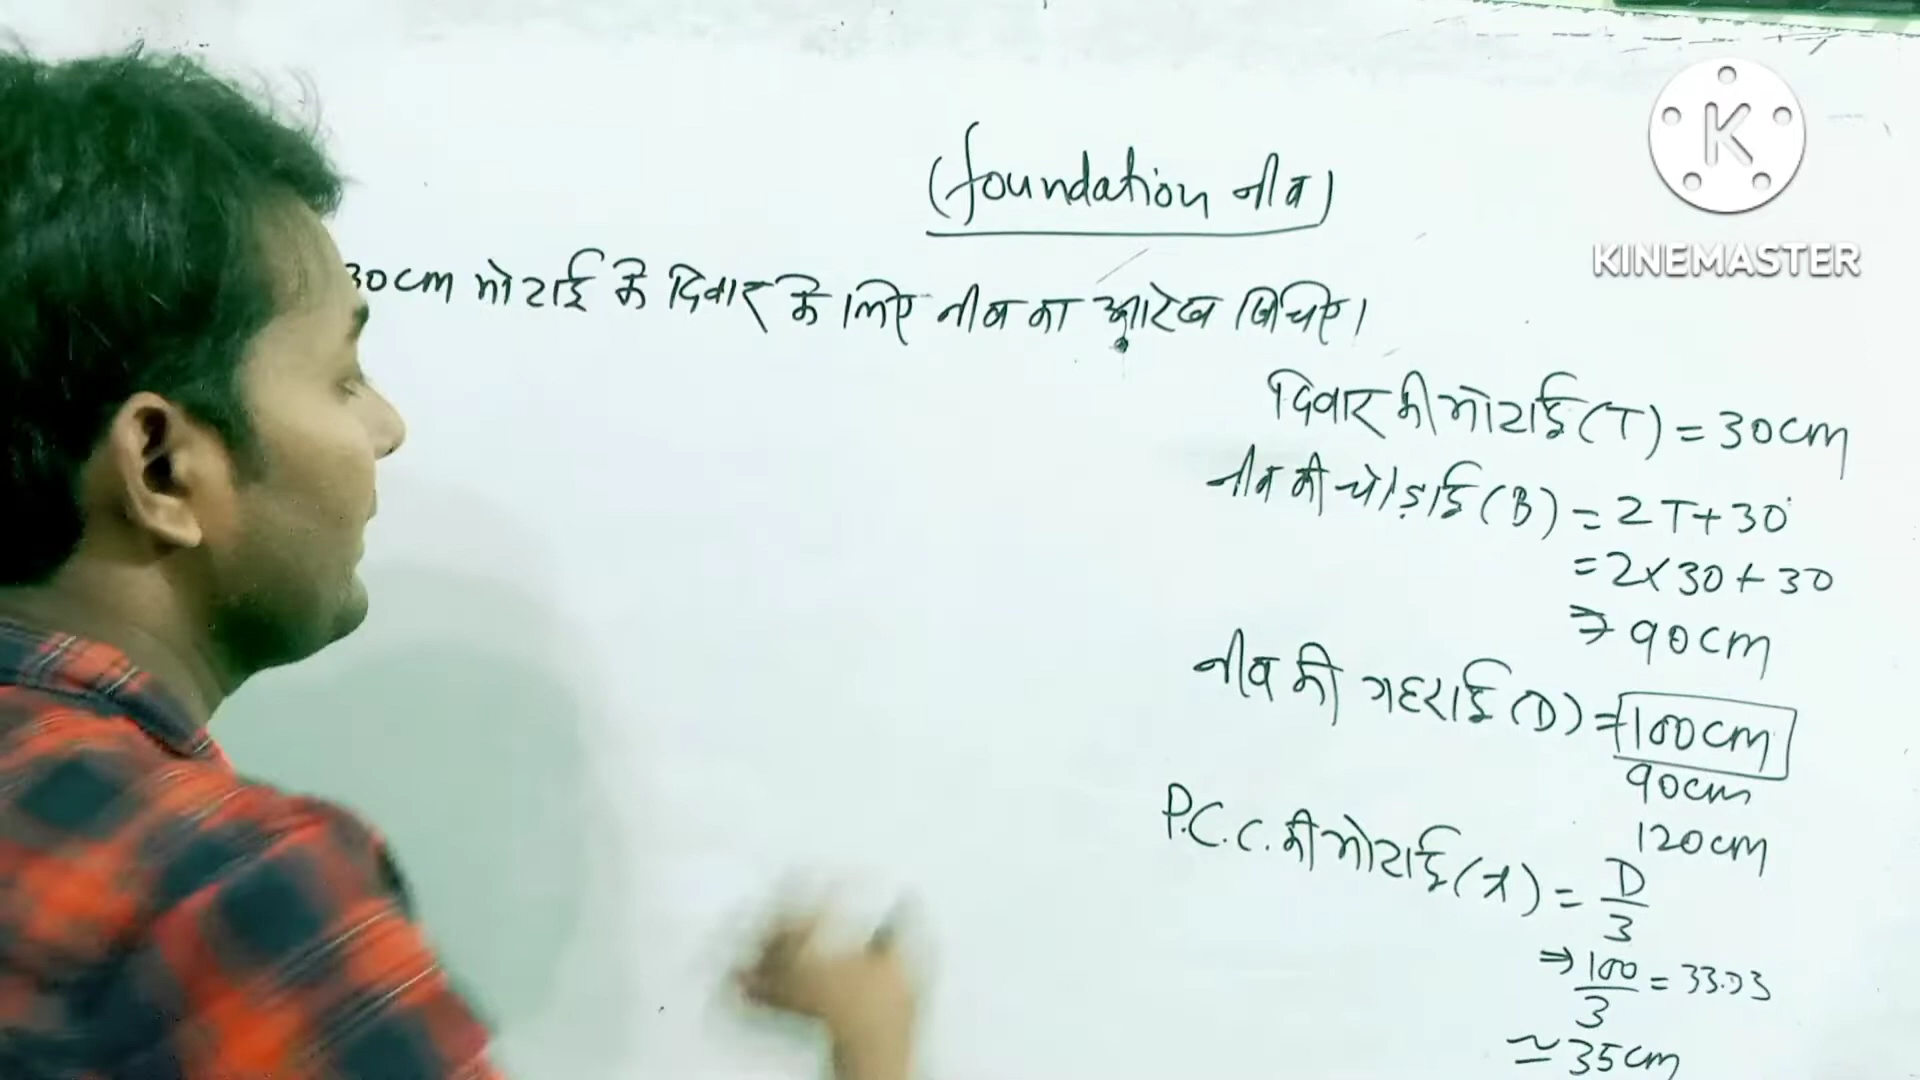 (foundation नीव)
30cm मोटाई के दिवार के लिए नीव का आरेख खिचिए।
दिवार की मोटाई (T) = 30cm
नीव की चौड़ाई (B) = 2T+30
= 2×30+30
⇒ 90cm
नीव की गहराई (D) = 100cm
90cm
120cm
P.C.C. की मोटाई (x) = D/3
⇒ 100/3 = 33.33
≃ 35cm
K
KINEMASTER